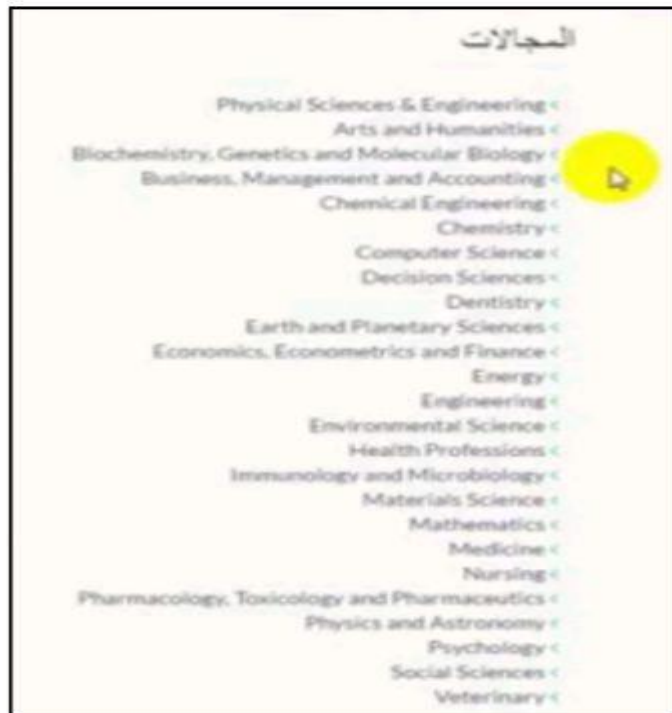 المجالات
Physical Sciences & Engineering
Arts and Humanities
Biochemistry, Genetics and Molecular Biology
Business, Management and Accounting
Chemical Engineering
Chemistry
Computer Science
Decision Sciences
Dentistry
Earth and Planetary Sciences
Economics, Econometrics and Finance
Energy
Engineering
Environmental Science
Health Professions
Immunology and Microbiology
Materials Science
Mathematics
Medicine
Nursing
Pharmacology, Toxicology and Pharmaceutics
Physics and Astronomy
Psychology
Social Sciences
Veterinary